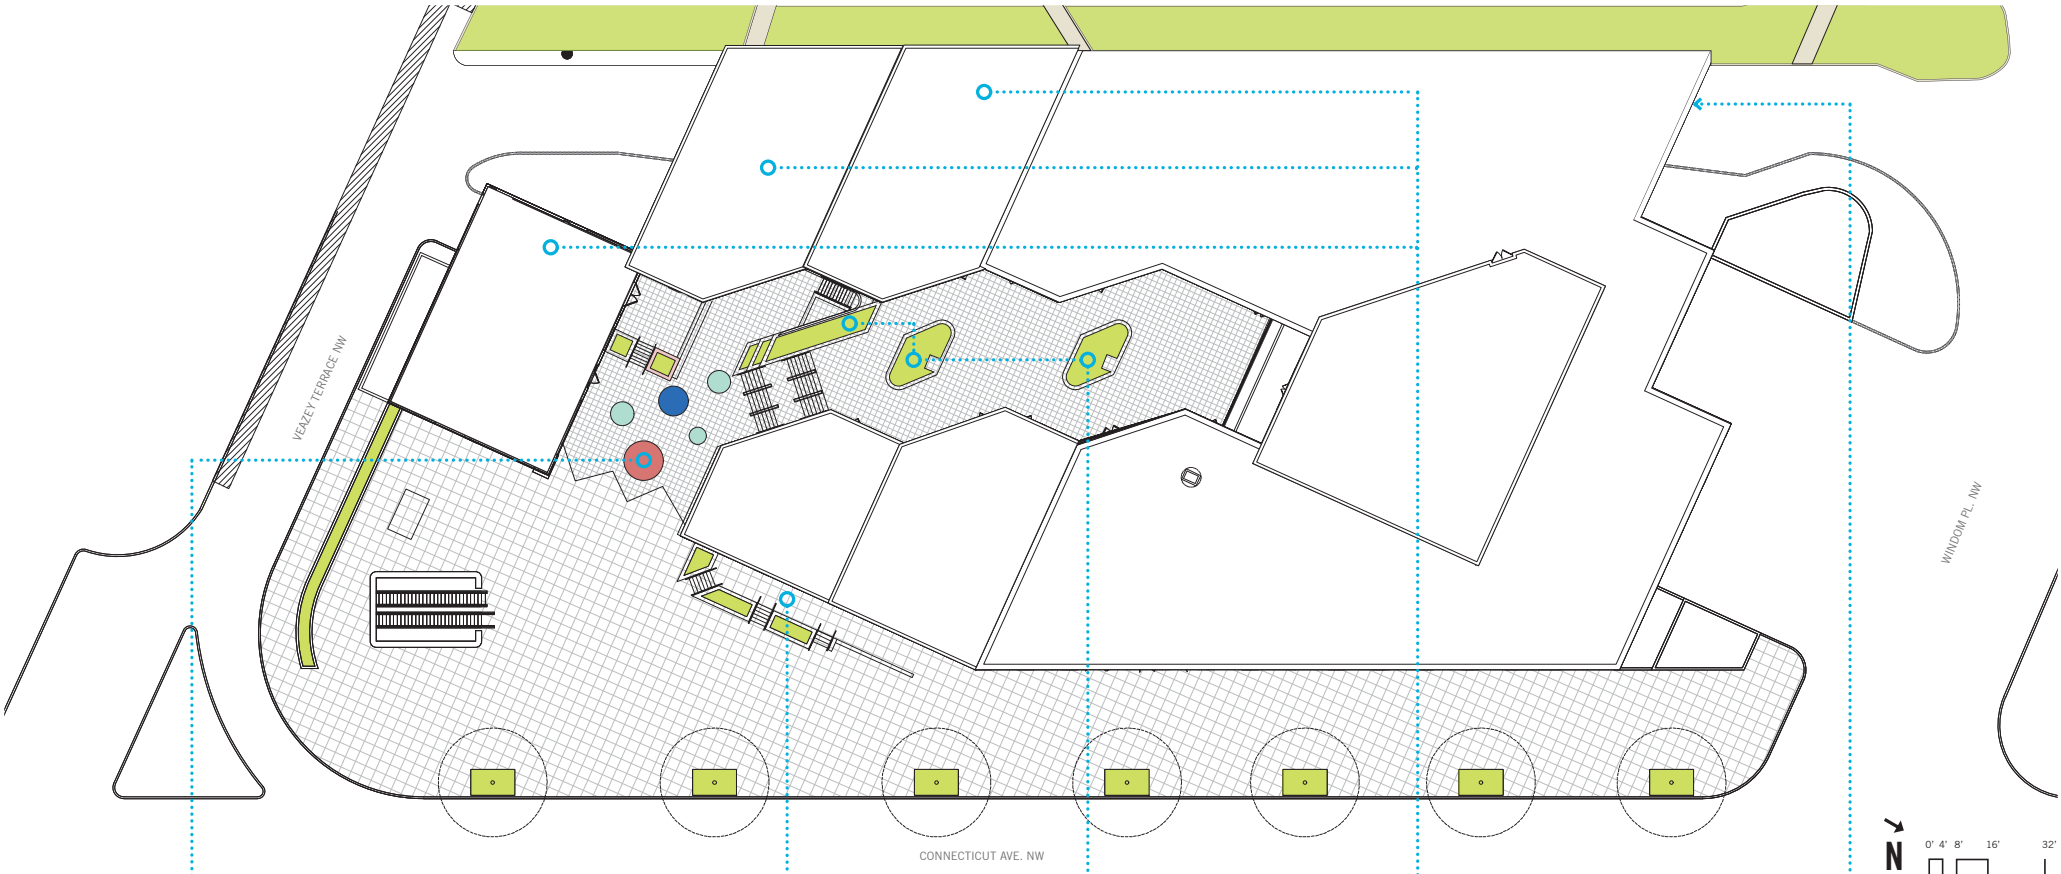 VEAZEY TERRACE NW
WINDOM PL. NW
CONNECTICUT AVE. NW
N
0' 4' 8' 16' 32'